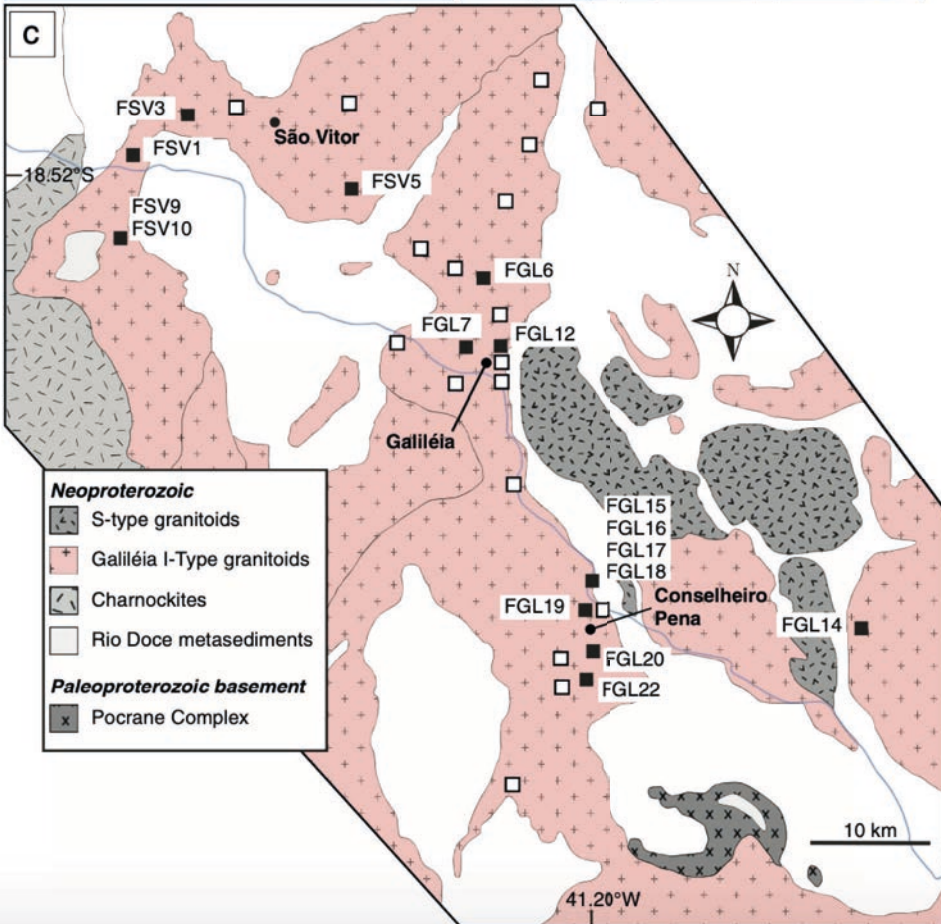 C
FSV3
São Vitor
FSV1
18.52°S
FSV5
FSV9
FSV10
FGL6
N
FGL7
FGL12
Galiléia
Neoproterozoic
S-type granitoids
Galiléia I-Type granitoids
Charnockites
Rio Doce metasediments
Paleoproterozoic basement
Pocrane Complex
FGL15
FGL16
FGL17
FGL18
FGL19
Conselheiro
Pena
FGL14
FGL20
FGL22
10 km
41.20°W